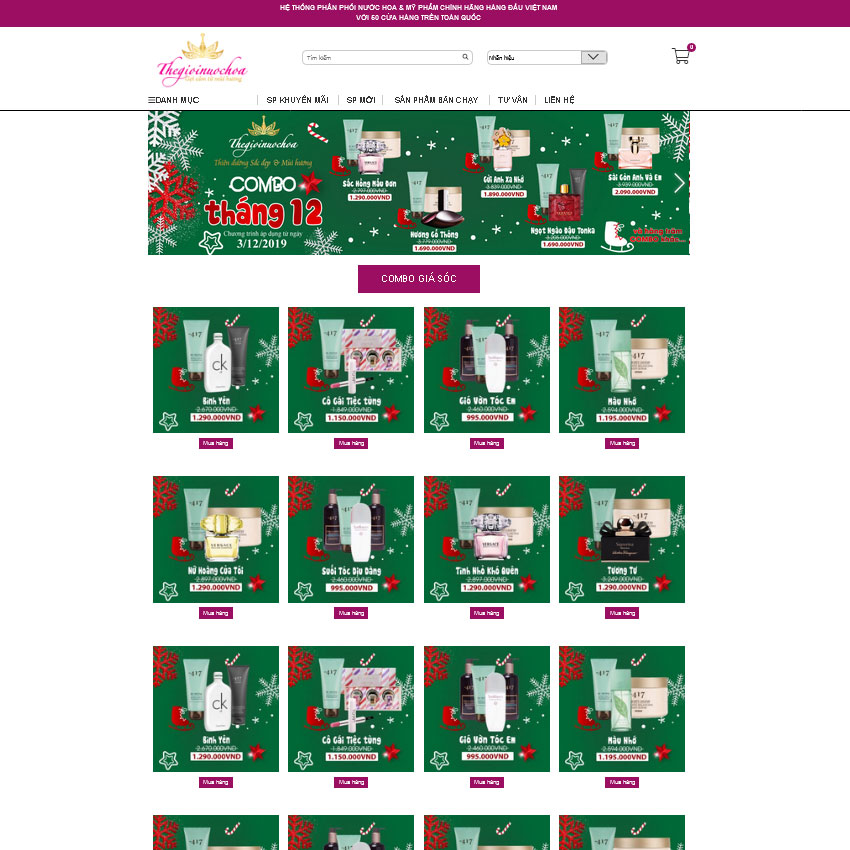 HỆ THỐNG PHÂN PHỐI NƯỚC HOA & MỸ PHẨM CHÍNH HÃNG HÀNG ĐẦU VIỆT NAM
VỚI 60 CỬA HÀNG TRÊN TOÀN QUỐC
Thegioinuochoa
Tìm kiếm
Nhãn hiệu
0
DANH MỤC
SP KHUYẾN MÃI
SP MỚI
SẢN PHẨM BÁN CHẠY
TƯ VẤN
LIÊN HỆ
Thegioinuochoa
Thiên đường Sắc đẹp & Mùi hương
COMBO
tháng 12
Chương trình áp dụng từ ngày
3/12/2019
Sắc Hồng Mẫu Đơn
2.797.000VND
1.290.000VND
Hương Cỏ Thông
3.779.000VND
1.690.000VND
Gửi Anh Xa Nhớ
3.839.000VND
1.890.000VND
Ngọt Ngào Đậu Tonka
1.690.000VND
Sài Gòn Anh Và Em
3.939.000VND
2.090.000VND
và hàng trăm
COMBO khác...
COMBO GIÁ SỐC
Bình Yên
2.670.000VND
1.290.000VND
Mua hàng
Cô Gái Tiệc tùng
1.849.000VND
1.150.000VND
Mua hàng
Gió Vờn Tóc Em
2.460.000VND
995.000VND
Mua hàng
Màu Nhớ
2.594.000VND
1.195.000VND
Mua hàng
Nữ Hoàng Của Tôi
2.897.000VND
1.290.000VND
Mua hàng
Suối Tóc Dịu Dàng
2.460.000VND
995.000VND
Mua hàng
Tình Nhỏ Khó Quên
2.897.000VND
1.290.000VND
Mua hàng
Tương Tư
3.249.000VND
1.290.000VND
Mua hàng
Bình Yên
2.670.000VND
1.290.000VND
Mua hàng
Cô Gái Tiệc tùng
1.849.000VND
1.150.000VND
Mua hàng
Gió Vờn Tóc Em
2.460.000VND
995.000VND
Mua hàng
Màu Nhớ
2.594.000VND
1.195.000VND
Mua hàng